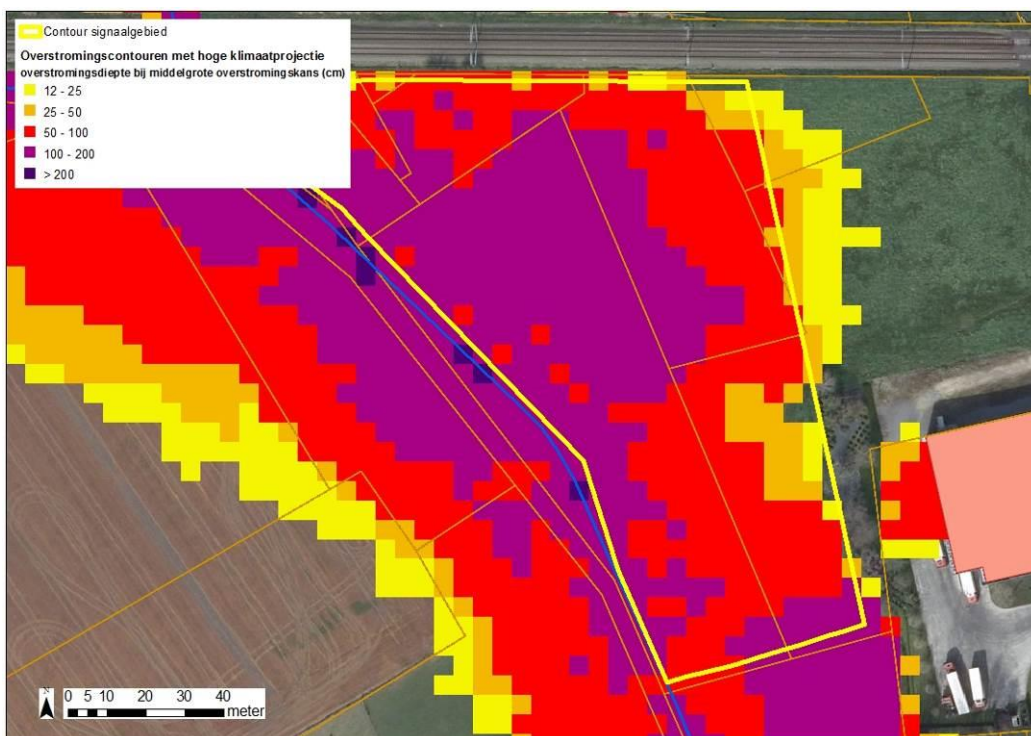 Contour signaalgebied
Overstromingscontouren met hoge klimaatprojectie
overstromingsdiepte bij middelgrote overstromingskans (cm)
12 - 25
25 - 50
50 - 100
100 - 200
> 200
N
0 5 10 20 30 40
meter